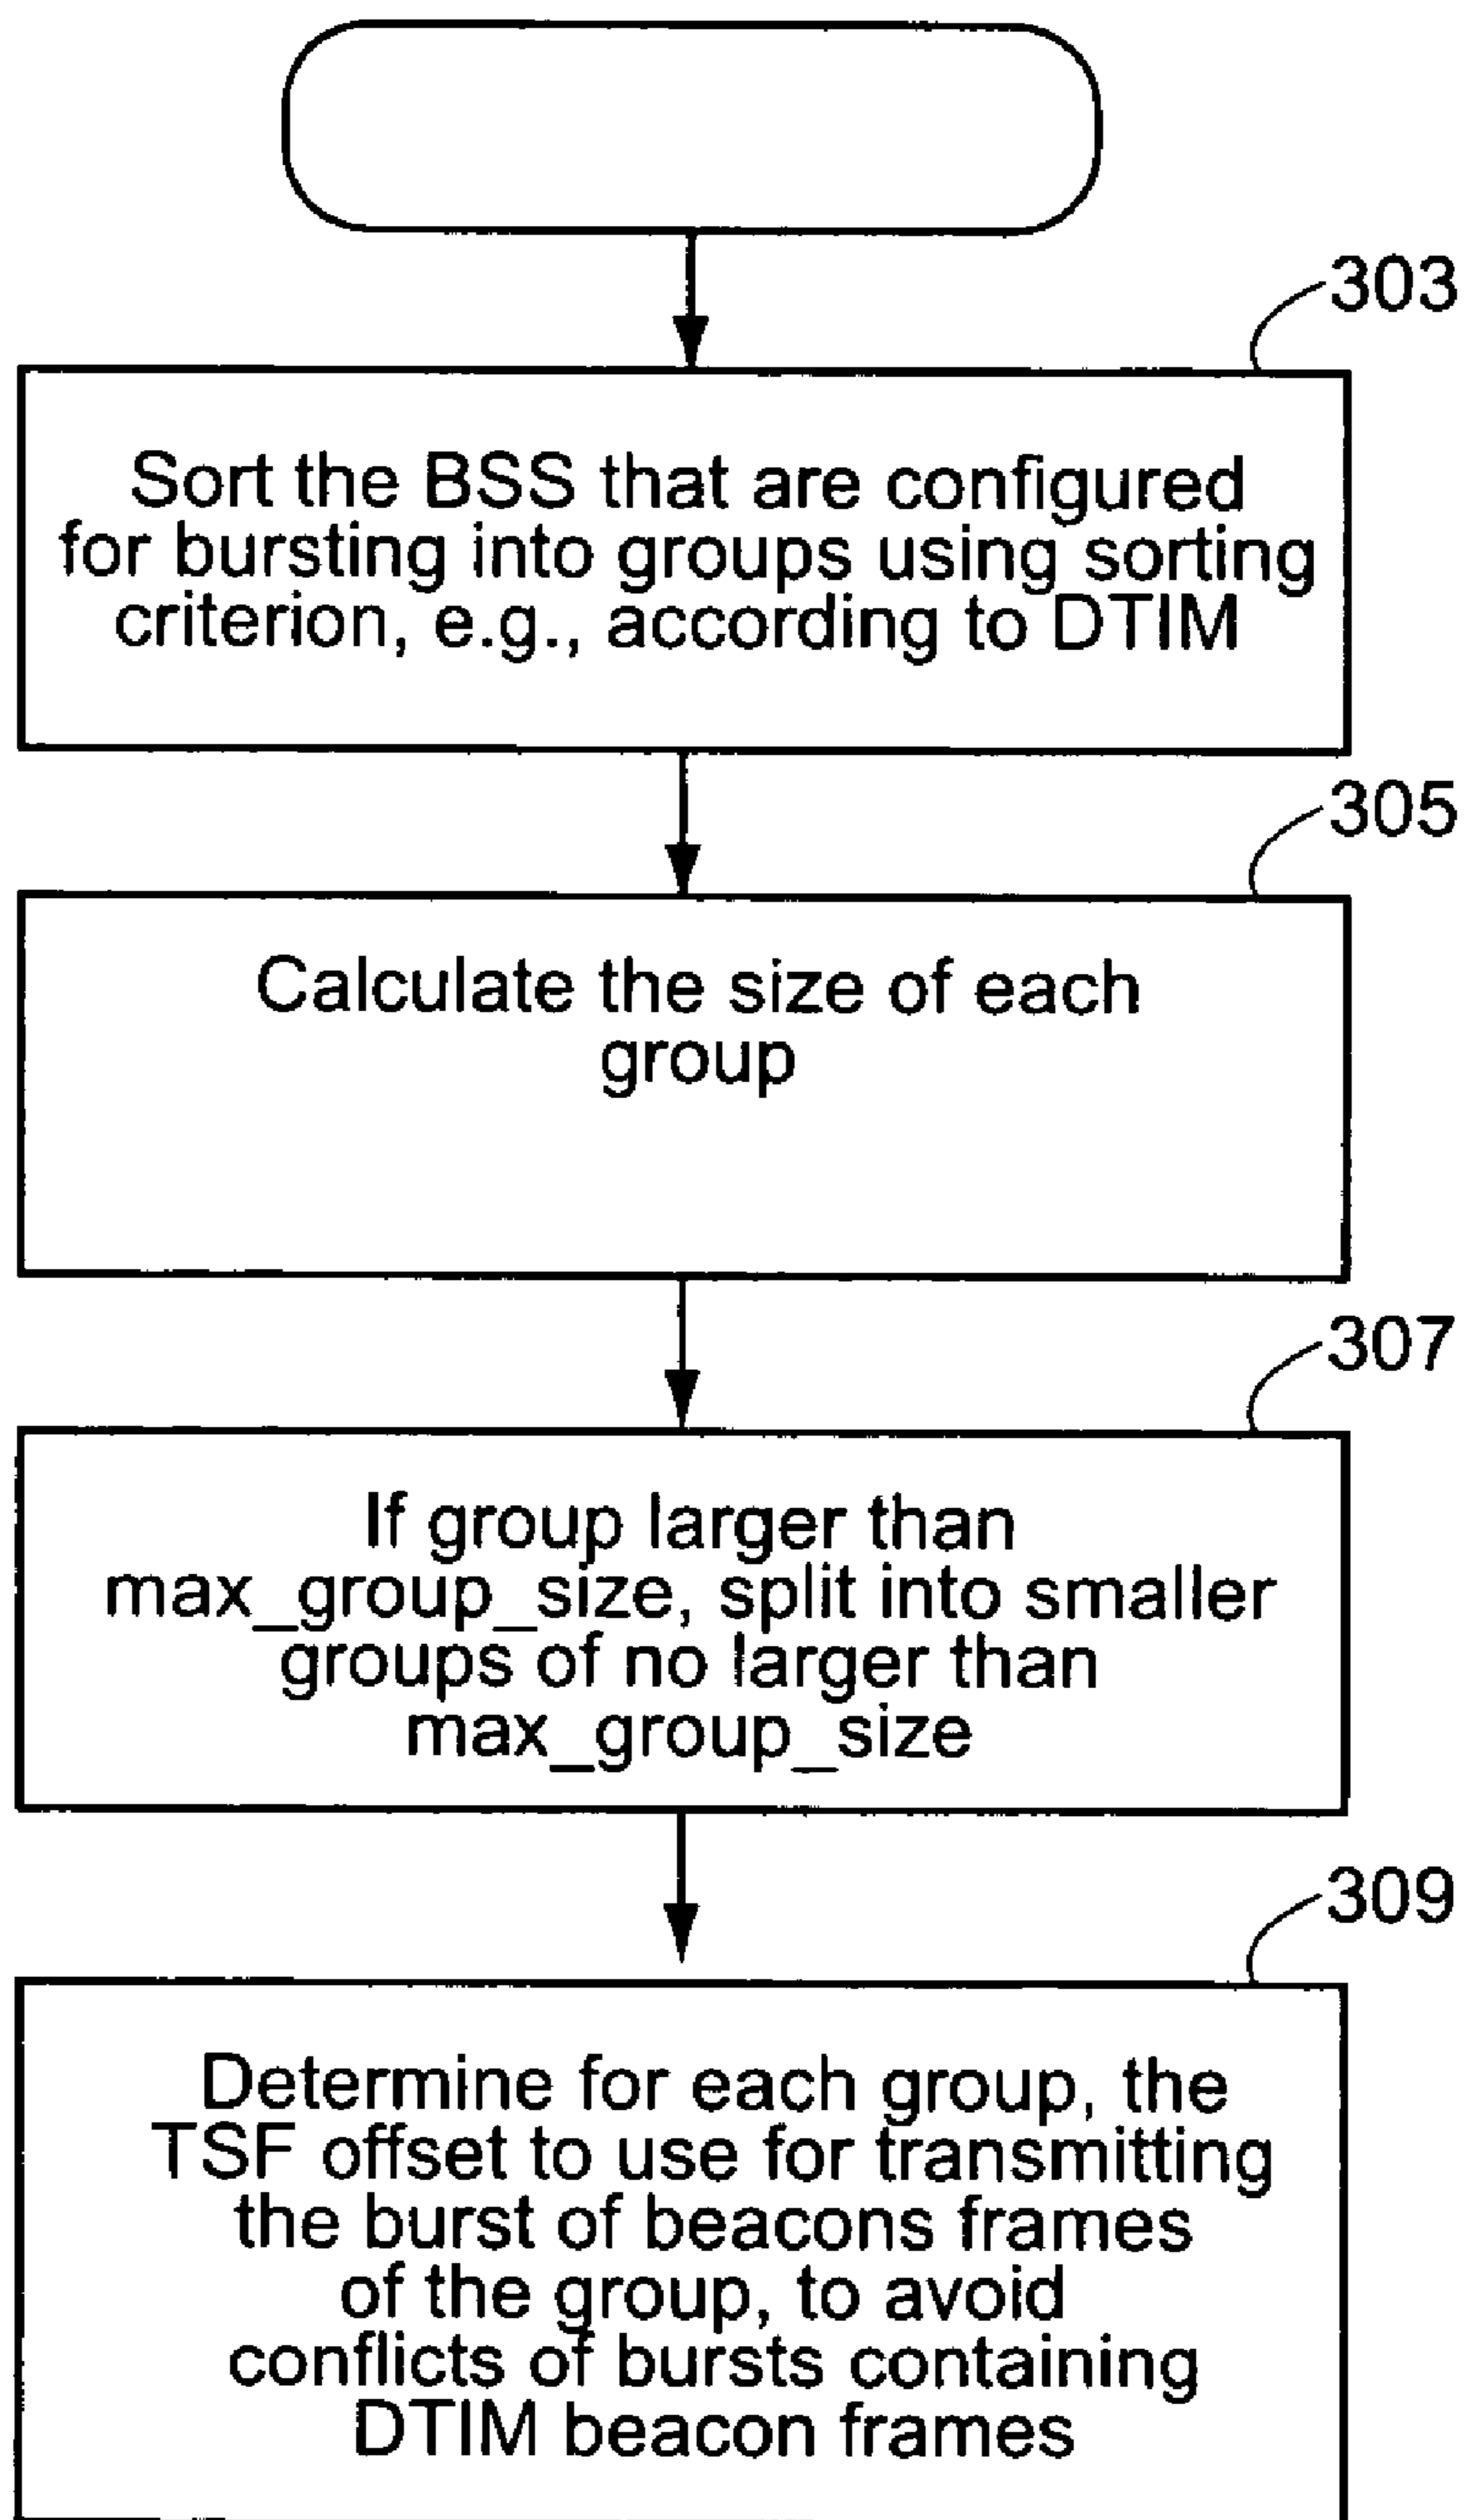 303
Sort the BSS that are configured
for bursting into groups using sorting
criterion, e.g., according to DTIM
305
Calculate the size of each
group
307
If group larger than
max_group_size, split into smaller
groups of no larger than
max_group_size
309
Determine for each group, the
TSF offset to use for transmitting
the burst of beacons frames
of the group, to avoid
conflicts of bursts containing
DTIM beacon frames